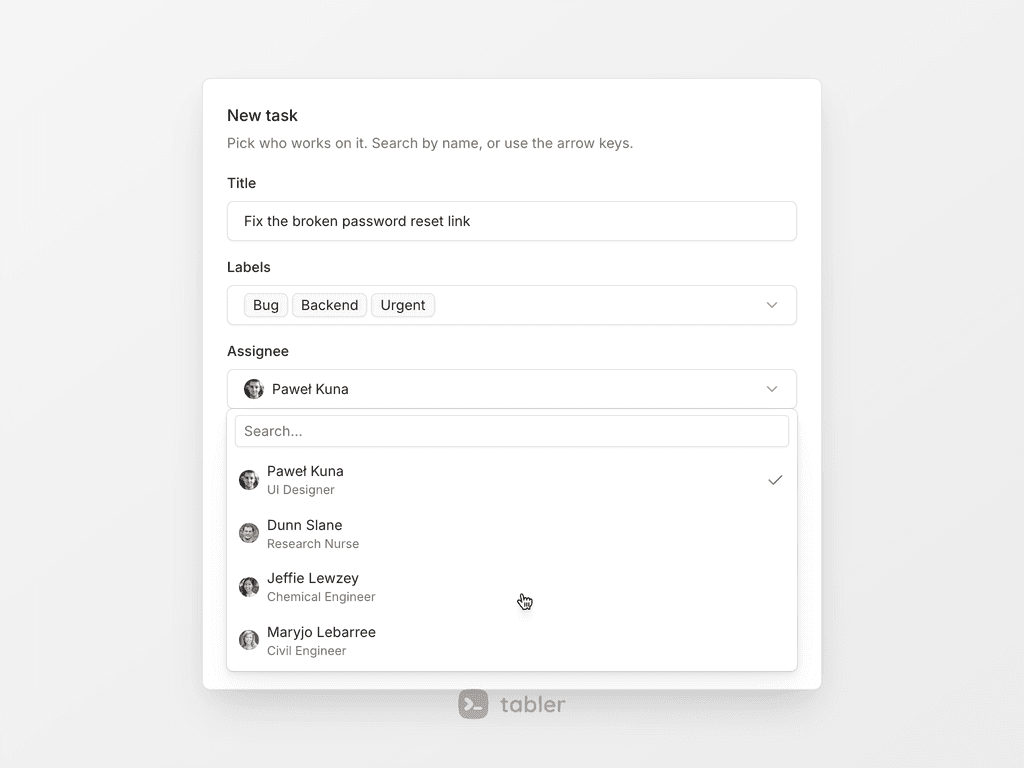 New task
Pick who works on it. Search by name, or use the arrow keys.
Title
Fix the broken password reset link
Labels
Bug Backend Urgent
Assignee
Paweł Kuna
Search...
Paweł Kuna
UI Designer
Dunn Slane
Research Nurse
Jeffie Lewzey
Chemical Engineer
Maryjo Lebarree
Civil Engineer
tabler